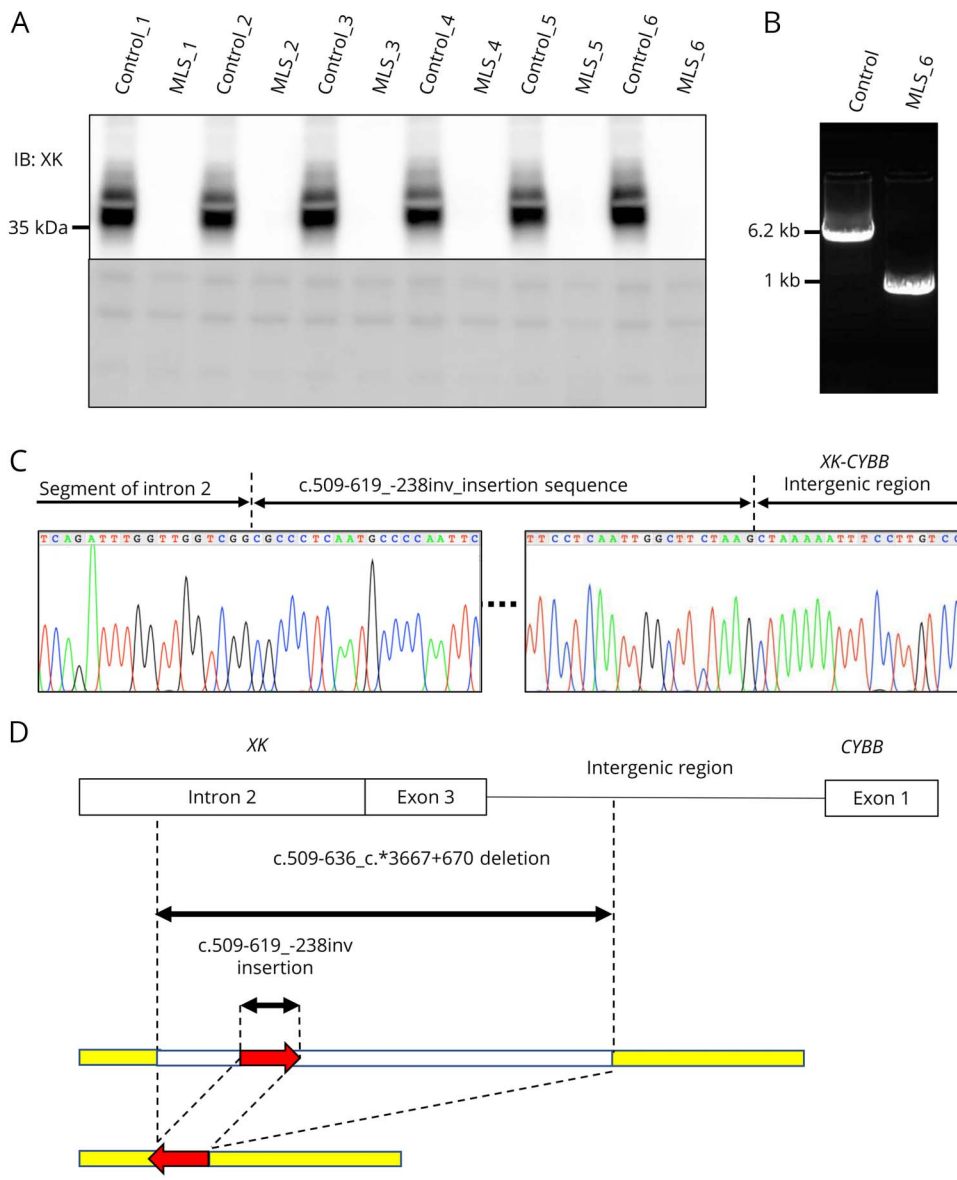 A
Control_1
MLS_1
Control_2
MLS_2
Control_3
MLS_3
Control_4
MLS_4
Control_5
MLS_5
Control_6
MLS_6
IB: XK
35 kDa
B
Control
MLS_6
6.2 kb
1 kb
C
Segment of intron 2
c.509-619_-238inv_insertion sequence
XK-CYBB
Intergenic region
TCAGATTTGGTTGGTCGGCGCCCTCAATGCCCCAATTC
TTCCTCAATTGGCTTCTAAGCTAAAAATTTCCTTGTCC
D
XK
CYBB
Intergenic region
Intron 2
Exon 3
Exon 1
c.509-636_c.*3667+670 deletion
c.509-619_-238inv
insertion